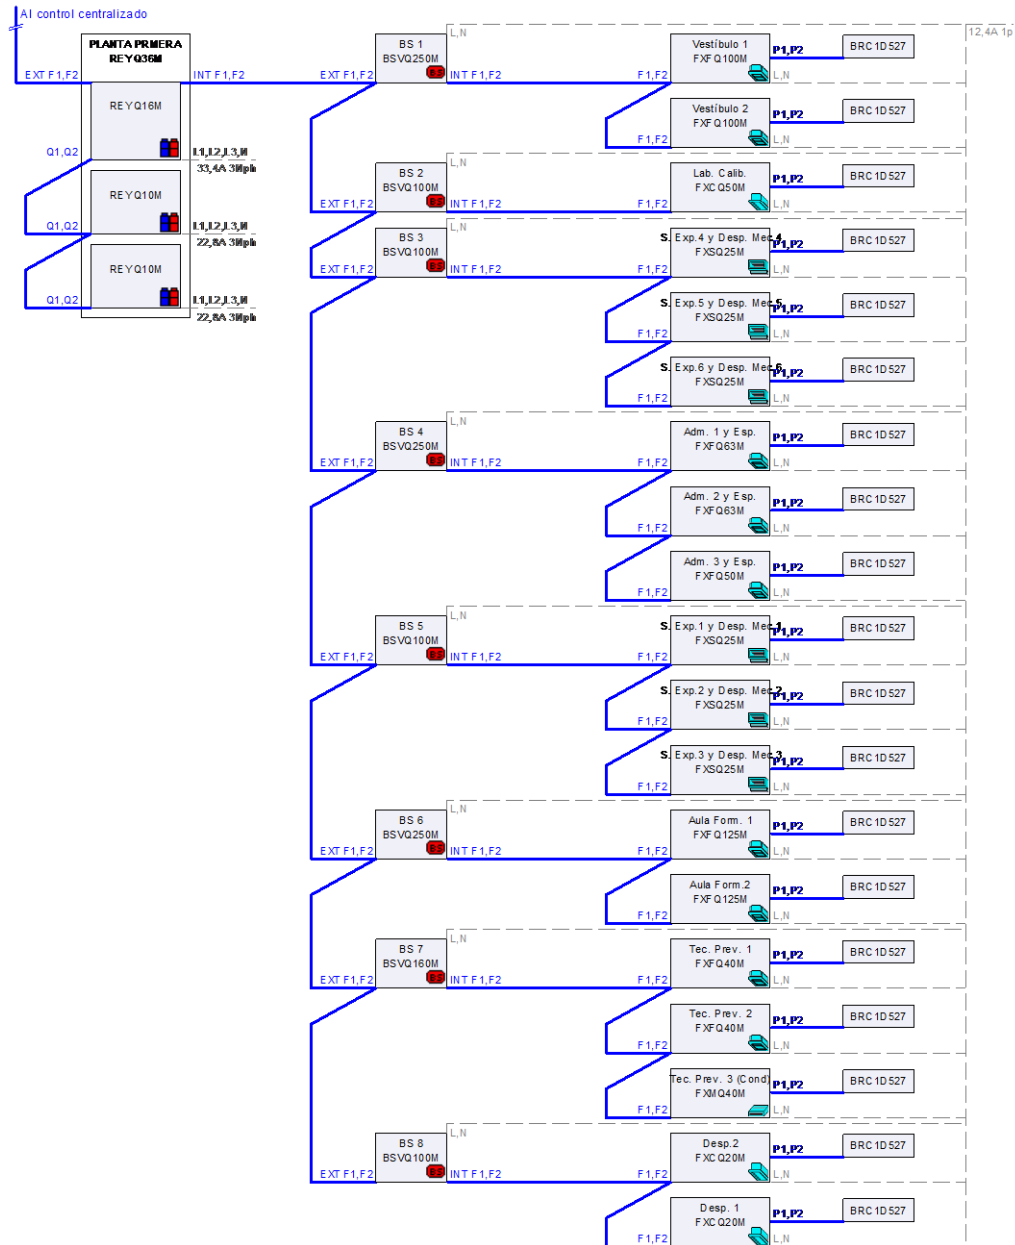 Al control centralizado
PLANTA PRIMERA
REYQ36M
EXT F1,F2
INT F1,F2
REYQ16M
Q1,Q2
L1,L2,L3,N
33,4A 3Nph
REYQ10M
Q1,Q2
L1,L2,L3,N
22,8A 3Nph
REYQ10M
Q1,Q2
L1,L2,L3,N
22,8A 3Nph
12,4A 1p
L,N
BS 1
BSVQ250M
BS
EXT F1,F2
INT F1,F2
Vestíbulo 1
FXFQ100M
F1,F2
P1,P2
L,N
BRC1D527
Vestíbulo 2
FXFQ100M
F1,F2
P1,P2
L,N
BRC1D527
L,N
BS 2
BSVQ100M
BS
EXT F1,F2
INT F1,F2
Lab. Calib.
FXCQ50M
F1,F2
P1,P2
L,N
BRC1D527
L,N
BS 3
BSVQ100M
BS
EXT F1,F2
INT F1,F2
S. Exp.4 y Desp. Mec.4
FXSQ25M
F1,F2
P1,P2
L,N
BRC1D527
S. Exp.5 y Desp. Mec.5
FXSQ25M
F1,F2
P1,P2
L,N
BRC1D527
S. Exp.6 y Desp. Mec.6
FXSQ25M
F1,F2
P1,P2
L,N
BRC1D527
L,N
BS 4
BSVQ250M
BS
EXT F1,F2
INT F1,F2
Adm. 1 y Esp.
FXFQ63M
F1,F2
P1,P2
L,N
BRC1D527
Adm. 2 y Esp.
FXFQ63M
F1,F2
P1,P2
L,N
BRC1D527
Adm. 3 y Esp.
FXFQ50M
F1,F2
P1,P2
L,N
BRC1D527
L,N
BS 5
BSVQ100M
BS
EXT F1,F2
INT F1,F2
S. Exp.1 y Desp. Mec.1
FXSQ25M
F1,F2
P1,P2
L,N
BRC1D527
S. Exp.2 y Desp. Mec.2
FXSQ25M
F1,F2
P1,P2
L,N
BRC1D527
S. Exp.3 y Desp. Mec.3
FXSQ25M
F1,F2
P1,P2
L,N
BRC1D527
L,N
BS 6
BSVQ250M
BS
EXT F1,F2
INT F1,F2
Aula Form. 1
FXFQ125M
F1,F2
P1,P2
L,N
BRC1D527
Aula Form.2
FXFQ125M
F1,F2
P1,P2
L,N
BRC1D527
L,N
BS 7
BSVQ160M
BS
EXT F1,F2
INT F1,F2
Tec. Prev. 1
FXFQ40M
F1,F2
P1,P2
L,N
BRC1D527
Tec. Prev. 2
FXFQ40M
F1,F2
P1,P2
L,N
BRC1D527
Tec. Prev. 3 (Cond)
FXMQ40M
F1,F2
P1,P2
L,N
BRC1D527
L,N
BS 8
BSVQ100M
BS
EXT F1,F2
INT F1,F2
Desp.2
FXCQ20M
F1,F2
P1,P2
L,N
BRC1D527
Desp. 1
FXCQ20M
F1,F2
P1,P2
L,N
BRC1D527